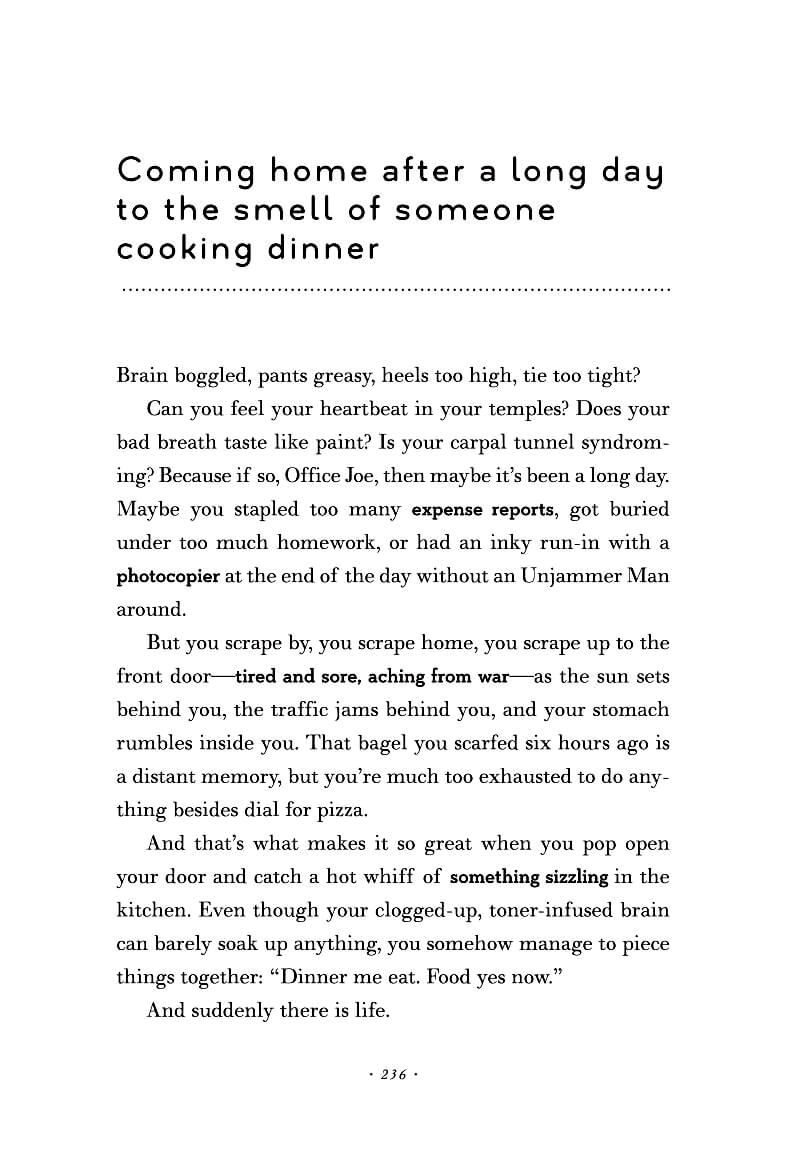 Coming home after a long day
to the smell of someone
cooking dinner
Brain boggled, pants greasy, heels too high, tie too tight?
Can you feel your heartbeat in your temples? Does your
bad breath taste like paint? Is your carpal tunnel syndrom-
ing? Because if so, Office Joe, then maybe it’s been a long day.
Maybe you stapled too many expense reports, got buried
under too much homework, or had an inky run-in with a
photocopier at the end of the day without an Unjammer Man
around.
But you scrape by, you scrape home, you scrape up to the
front door—tired and sore, aching from war—as the sun sets
behind you, the traffic jams behind you, and your stomach
rumbles inside you. That bagel you scarfed six hours ago is
a distant memory, but you’re much too exhausted to do any-
thing besides dial for pizza.
And that’s what makes it so great when you pop open
your door and catch a hot whiff of something sizzling in the
kitchen. Even though your clogged-up, toner-infused brain
can barely soak up anything, you somehow manage to piece
things together: “Dinner me eat. Food yes now.”
And suddenly there is life.
· 236 ·